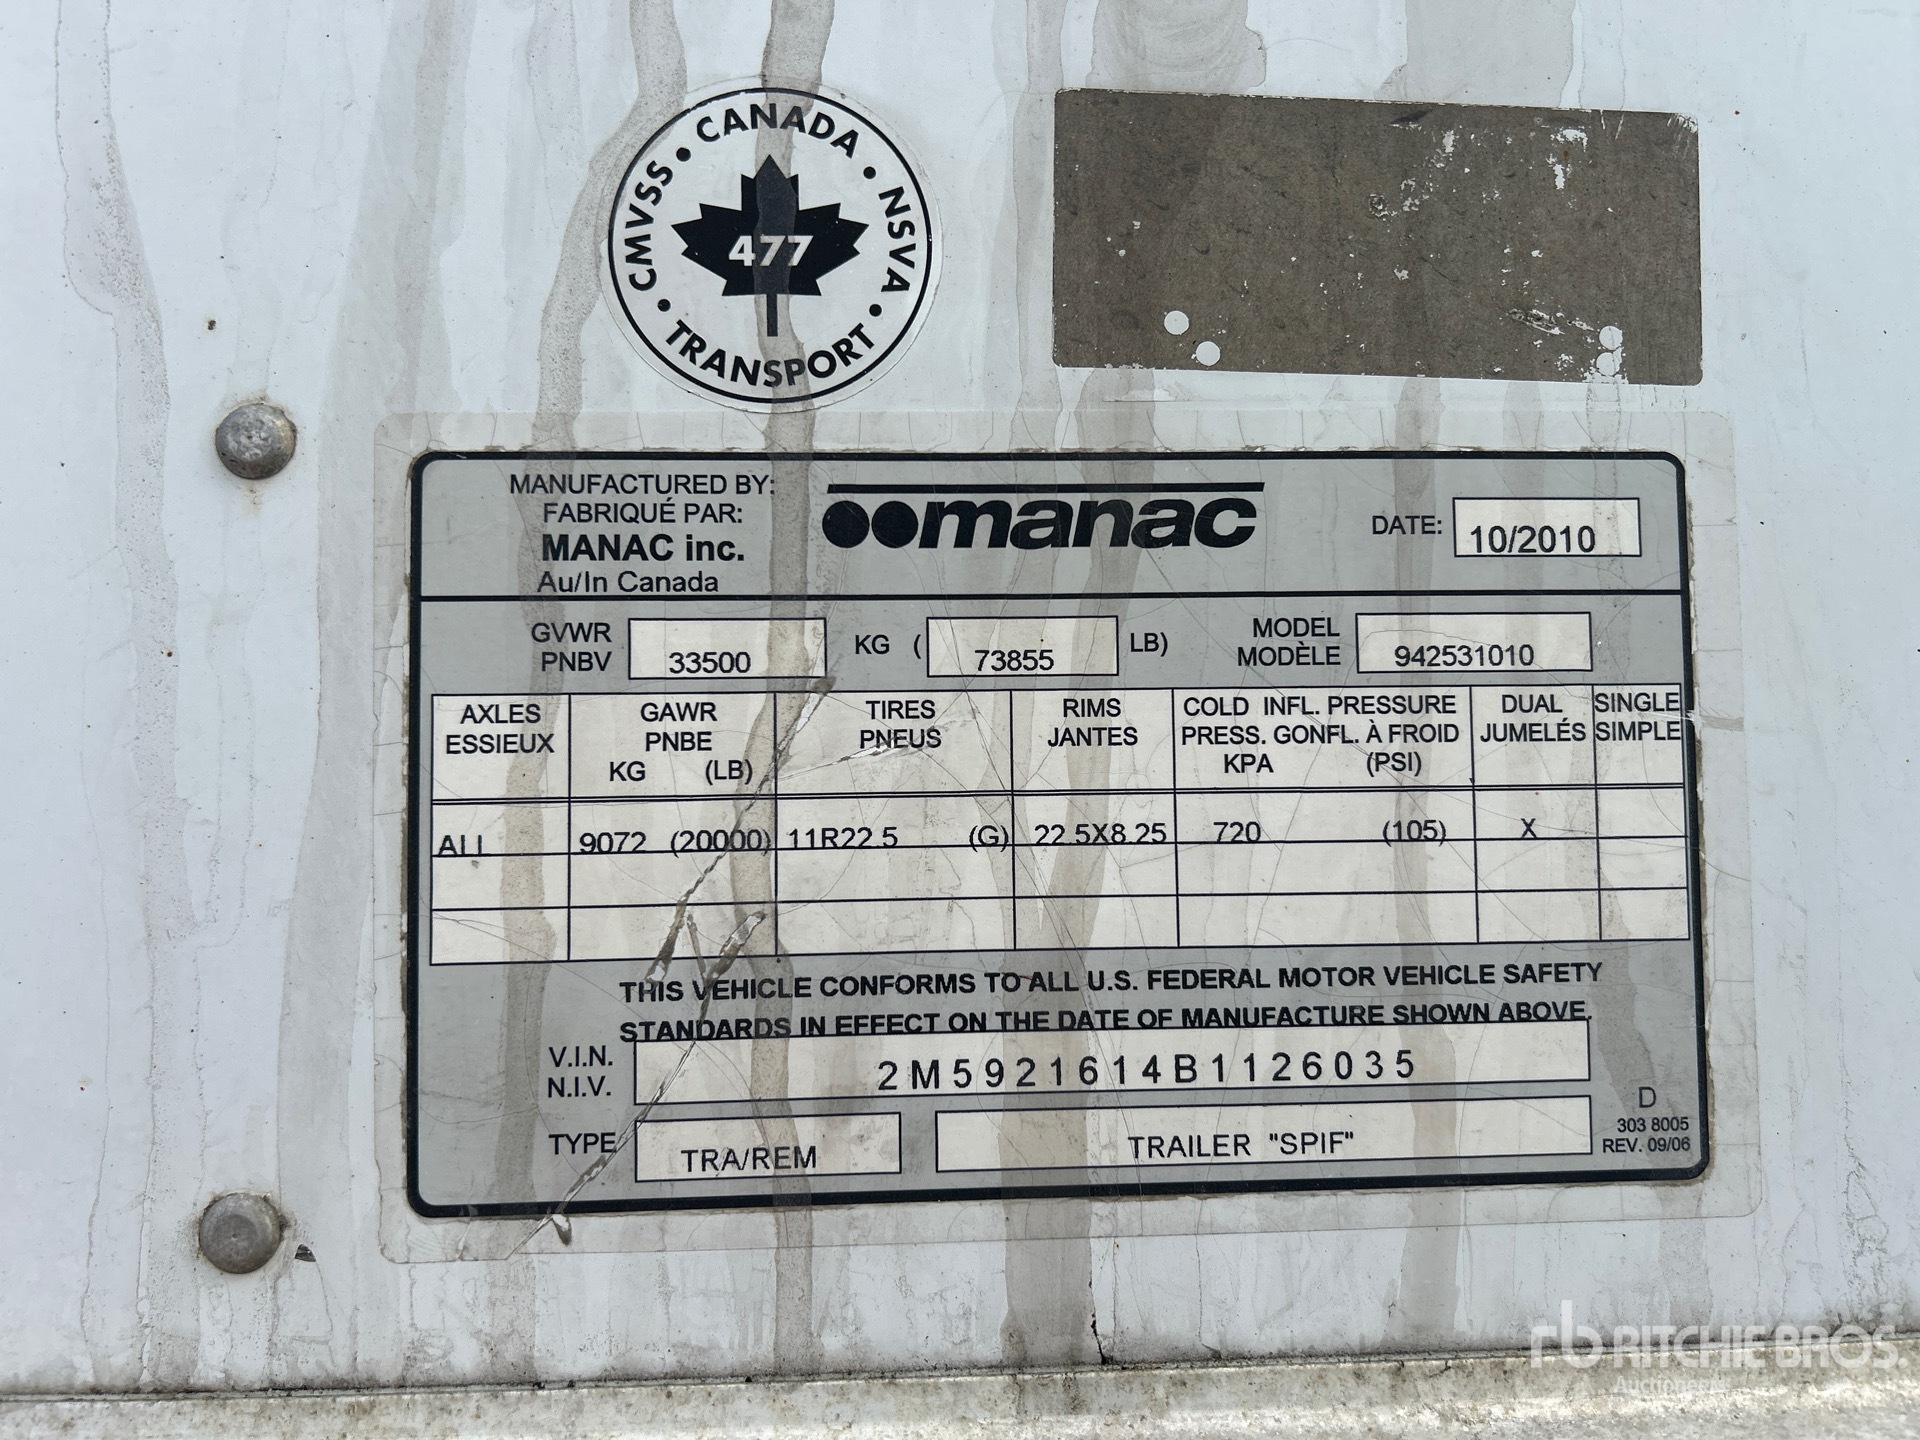 CMVSS • CANADA • NSVA • TRANSPORT •
477
MANUFACTURED BY:
FABRIQUÉ PAR:
MANAC inc.
Au/In Canada
manac
DATE: 10/2010
GVWR
PNBV
33500
KG (
73855
LB)
MODEL
MODÈLE
942531010
AXLES
ESSIEUX
GAWR
PNBE
KG (LB)
TIRES
PNEUS
RIMS
JANTES
COLD INFL. PRESSURE
PRESS. GONFL. À FROID
KPA (PSI)
DUAL
JUMELÉS
SINGLE
SIMPLE
ALL 9072 (20000) 11R22.5 (G) 22.5X8.25 720 (105) X
THIS VEHICLE CONFORMS TO ALL U.S. FEDERAL MOTOR VEHICLE SAFETY
STANDARDS IN EFFECT ON THE DATE OF MANUFACTURE SHOWN ABOVE.
V.I.N.
N.I.V.
2M5921614B1126035
TYPE TRA/REM TRAILER "SPIF"
D
303 8005
REV. 09/06
rb RITCHIE BROS.
Auctioneers